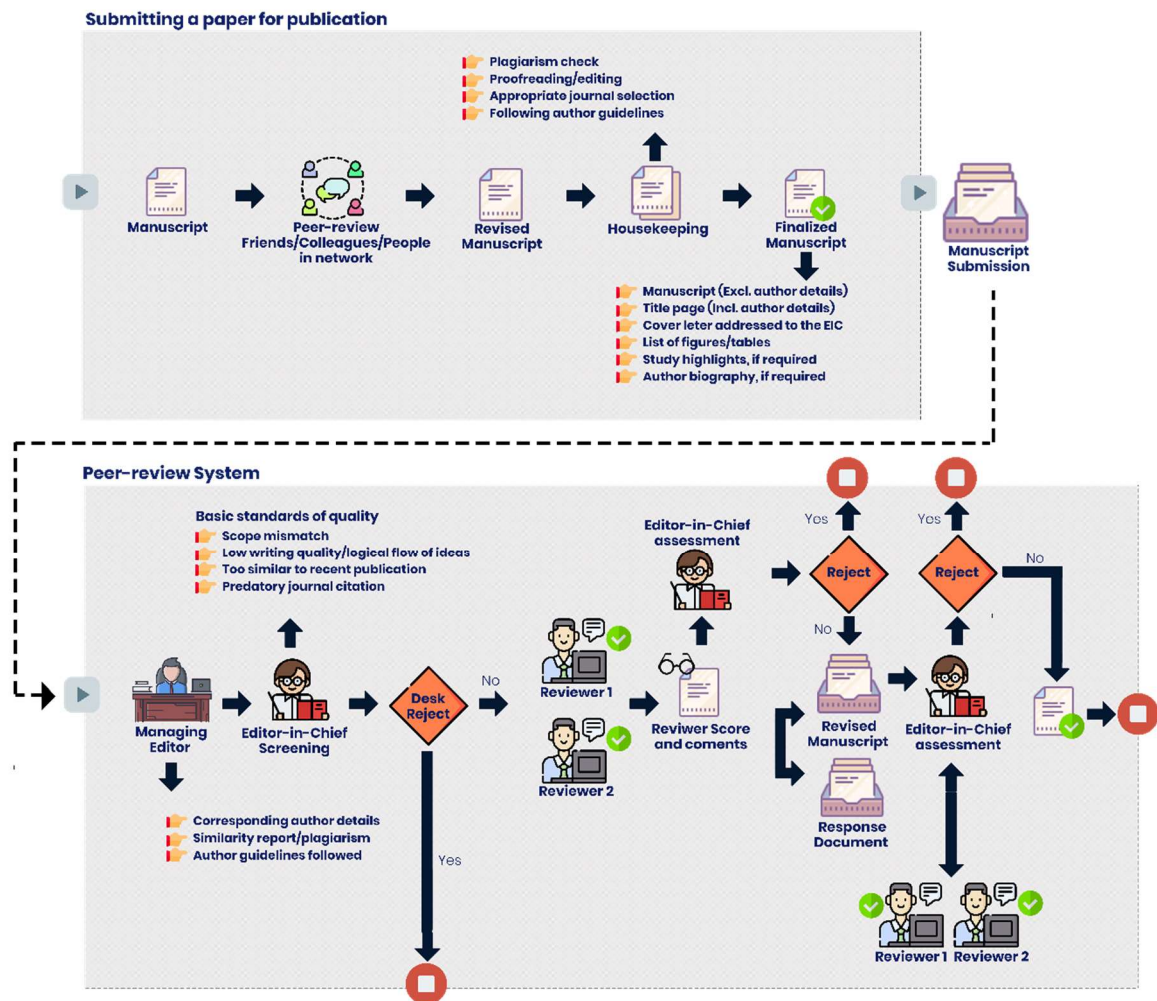 Submitting a paper for publication
Plagiarism check
Proofreading/editing
Appropriate journal selection
Following author guidelines
Manuscript
Peer-review
Friends/Colleagues/People
in network
Revised
Manuscript
Housekeeping
Finalized
Manuscript
Manuscript
Submission
Manuscript (Excl. author details)
Title page (Incl. author details)
Cover leter addressed to the EIC
List of figures/tables
Study highlights, if required
Author biography, if required
Peer-review System
Basic standards of quality
Scope mismatch
Low writing quality/logical flow of ideas
Too similar to recent publication
Predatory journal citation
Managing
Editor
Editor-in-Chief
Screening
Corresponding author details
Similarity report/plagiarism
Author guidelines followed
Desk
Reject
No
Yes
Reviewer 1
Reviewer 2
Reviwer Score
and coments
Editor-in-Chief
assessment
Reject
Yes
No
Revised
Manuscript
Response
Document
Editor-in-Chief
assessment
Reject
Yes
No
Reviewer 1
Reviewer 2